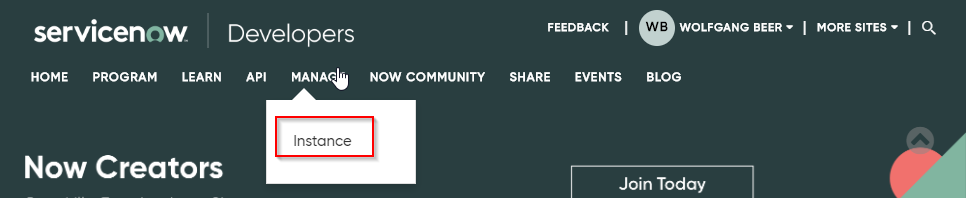 servicenow Developers
FEEDBACK | WB WOLFGANG BEER | MORE SITES |
HOME PROGRAM LEARN API MANAG NOW COMMUNITY SHARE EVENTS BLOG
Instance
Now Creators
Join Today